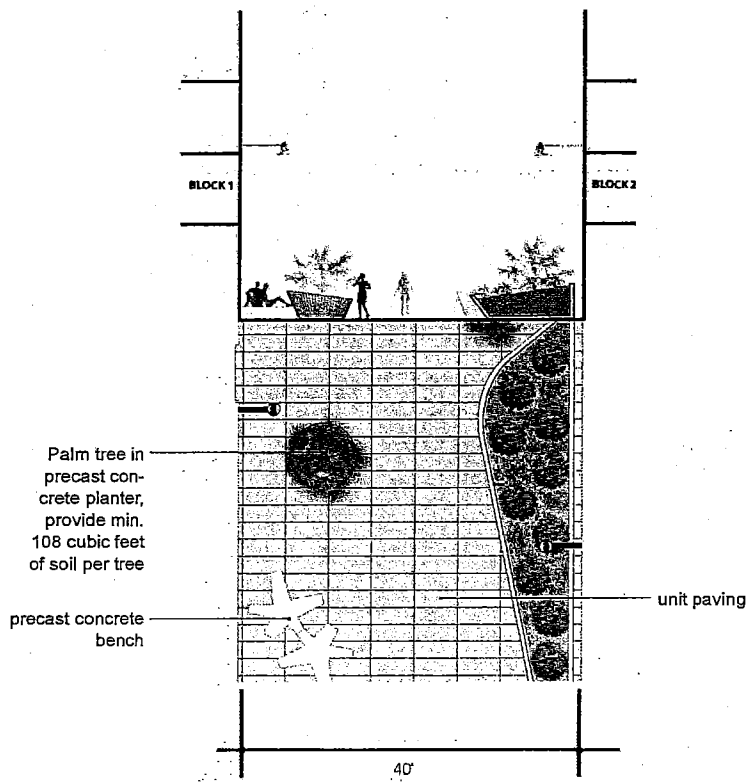 BLOCK 1
BLOCK 2
Palm tree in
precast con-
crete planter,
provide min.
108 cubic feet
of soil per tree
precast concrete
bench
unit paving
40'